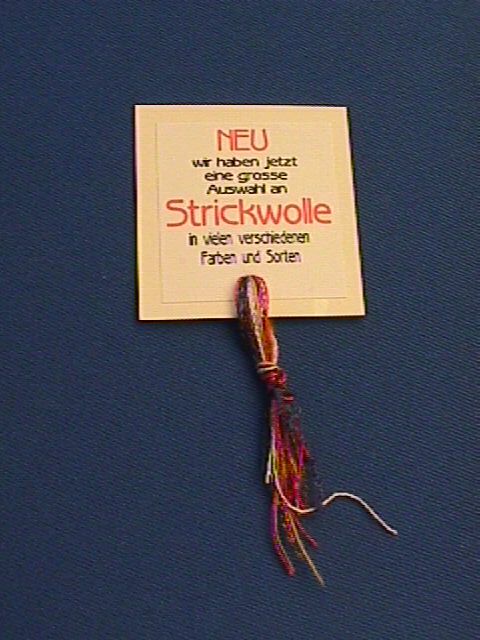 NEU
wir haben jetzt
eine grosse
Auswahl an
Strickwolle
in vielen verschiedenen
Farben und Sorten